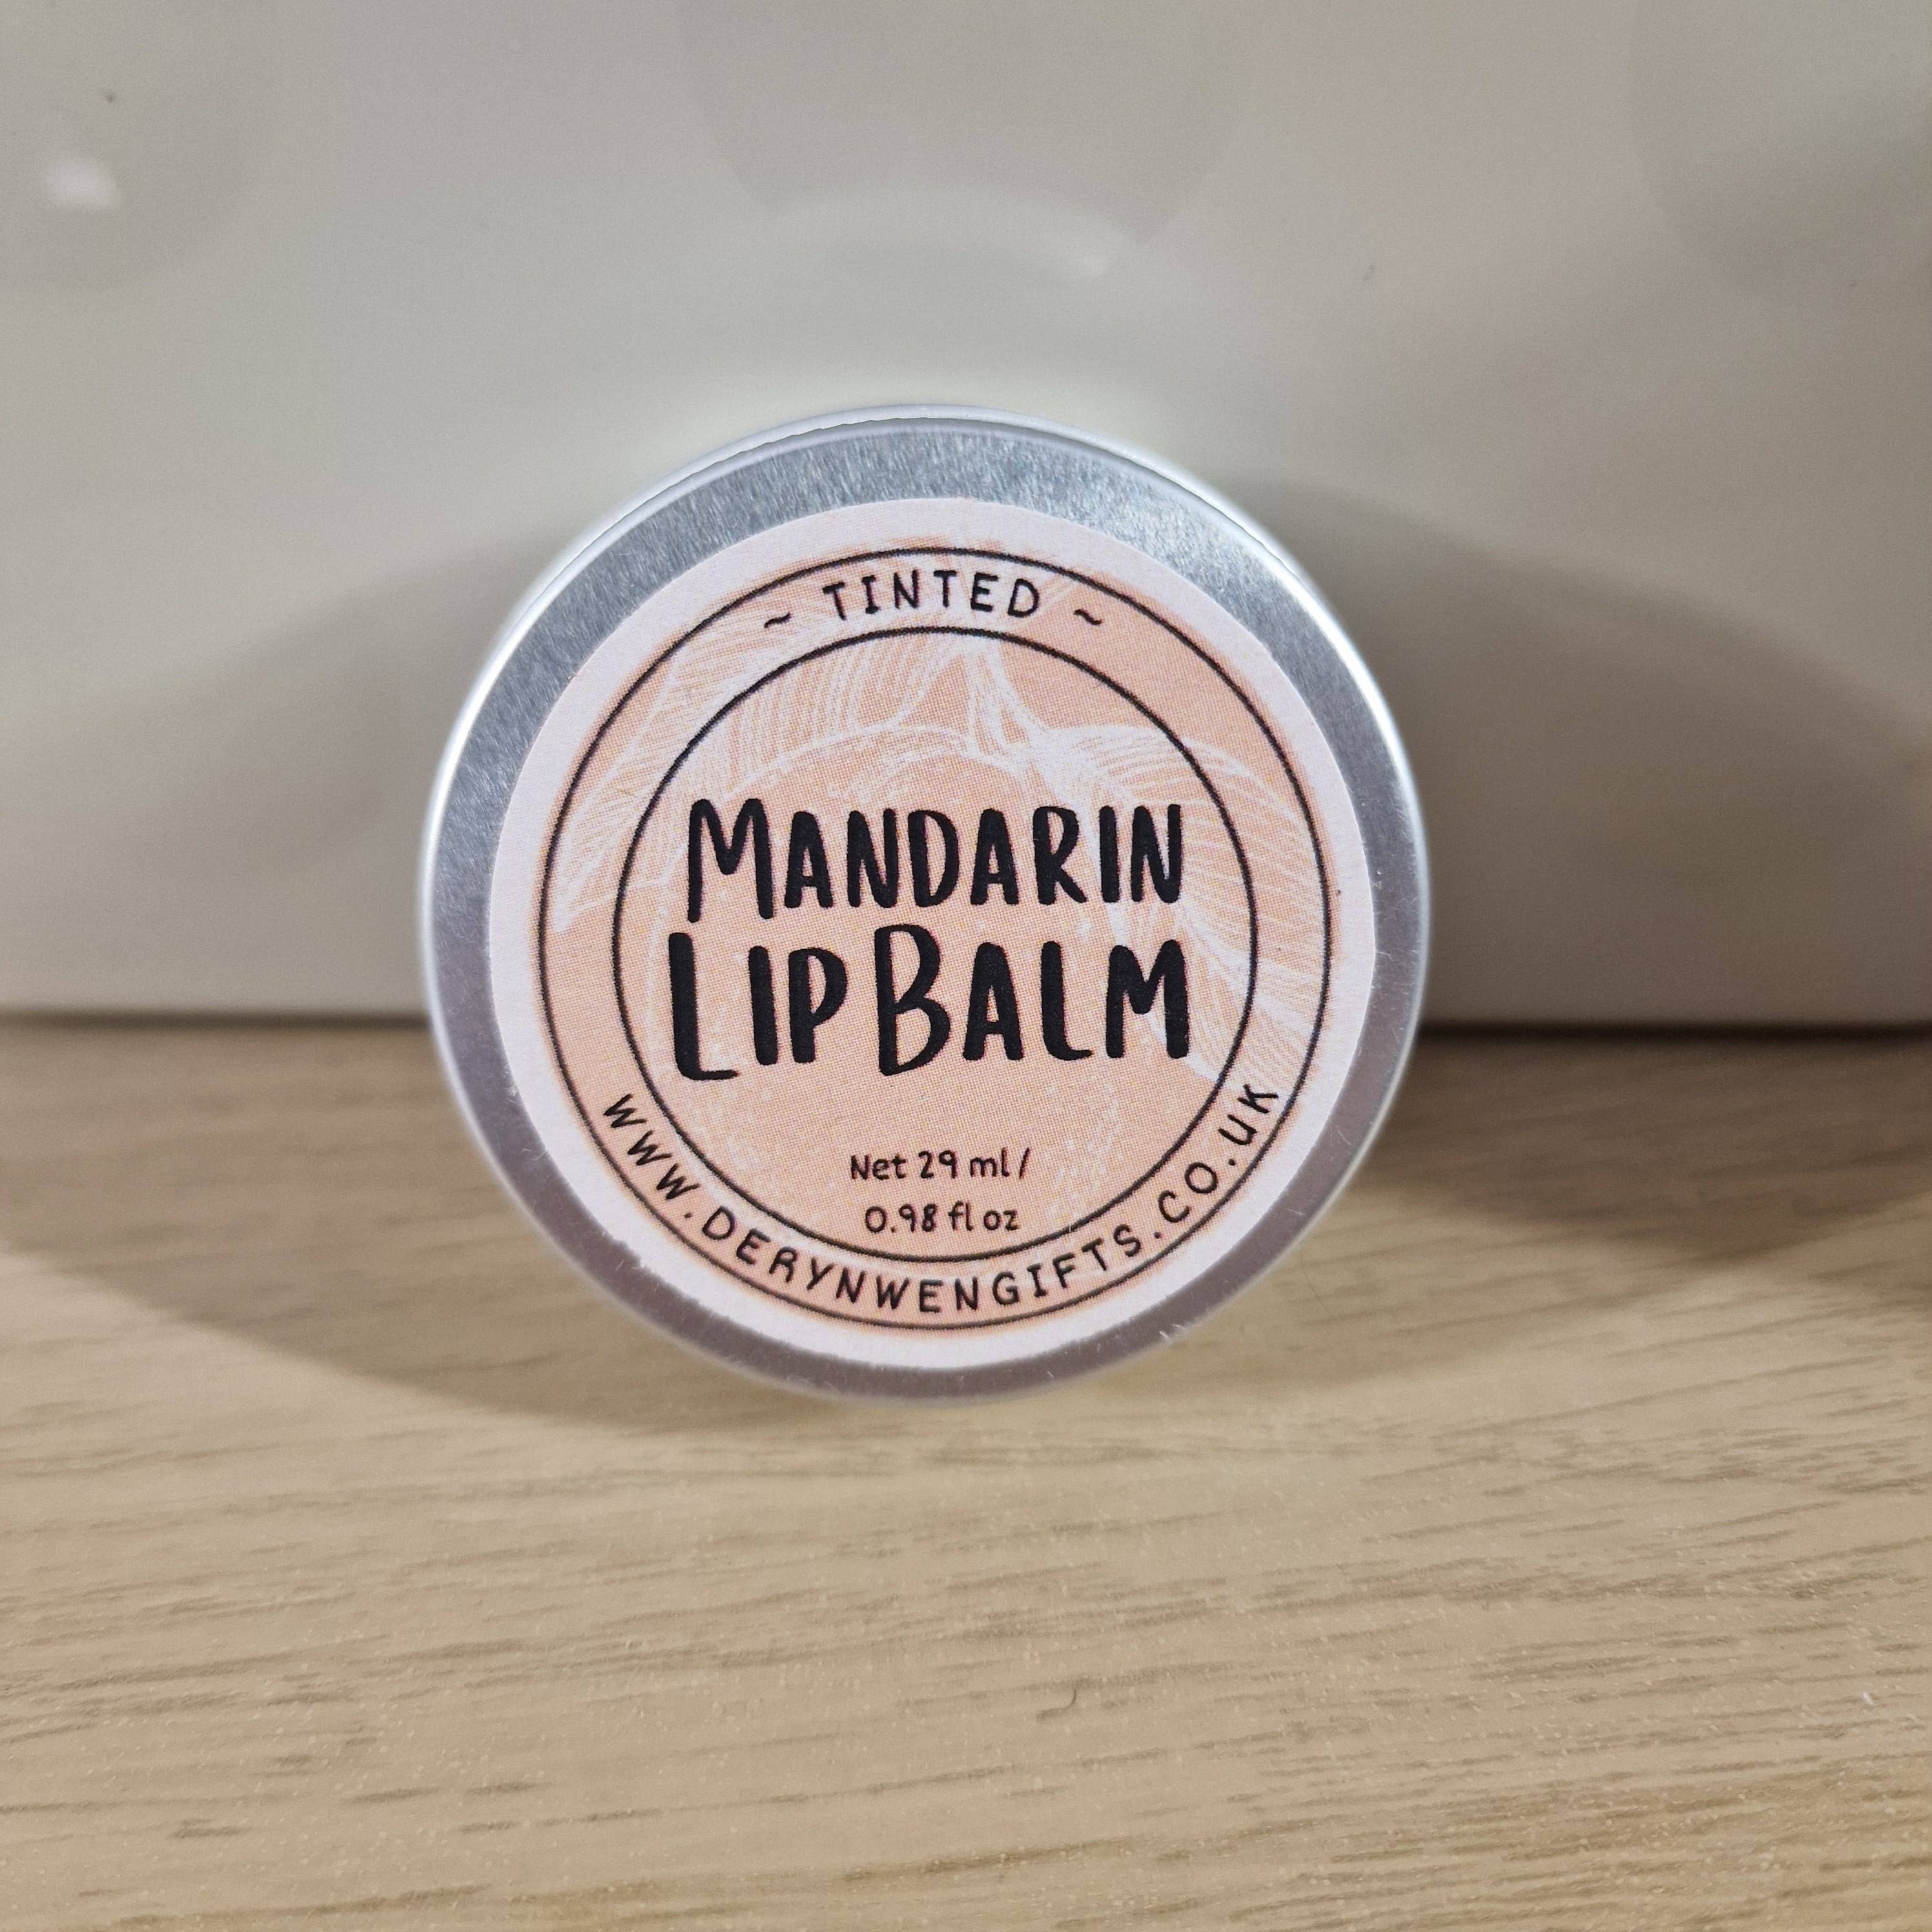 ~ TINTED ~
MANDARIN
LIP BALM
Net 29 ml /
0.98 fl oz
WWW.DERYNWENGIFTS.CO.UK